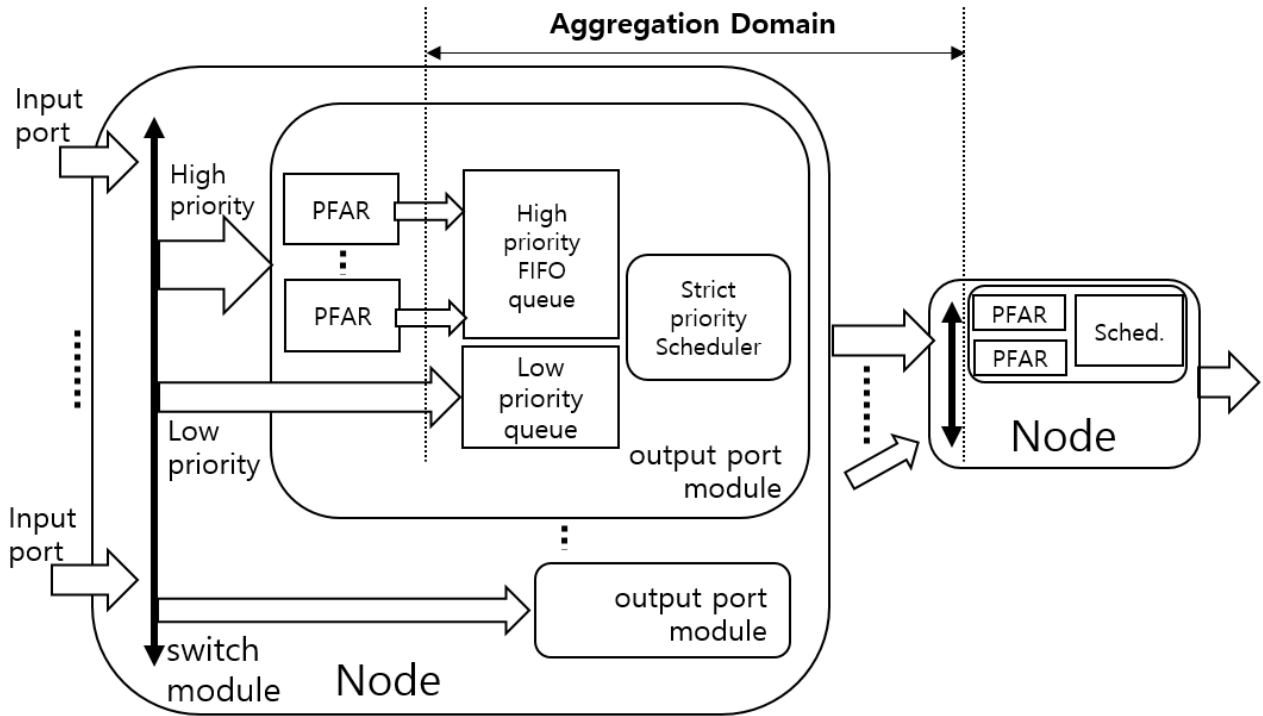 Aggregation Domain
Input
port
High
priority
PFAR
PFAR
High
priority
FIFO
queue
Strict
priority
Scheduler
Low
priority
queue
Low
priority
output port
module
Input
port
output port
module
switch
module
Node
PFAR
PFAR
Sched.
Node